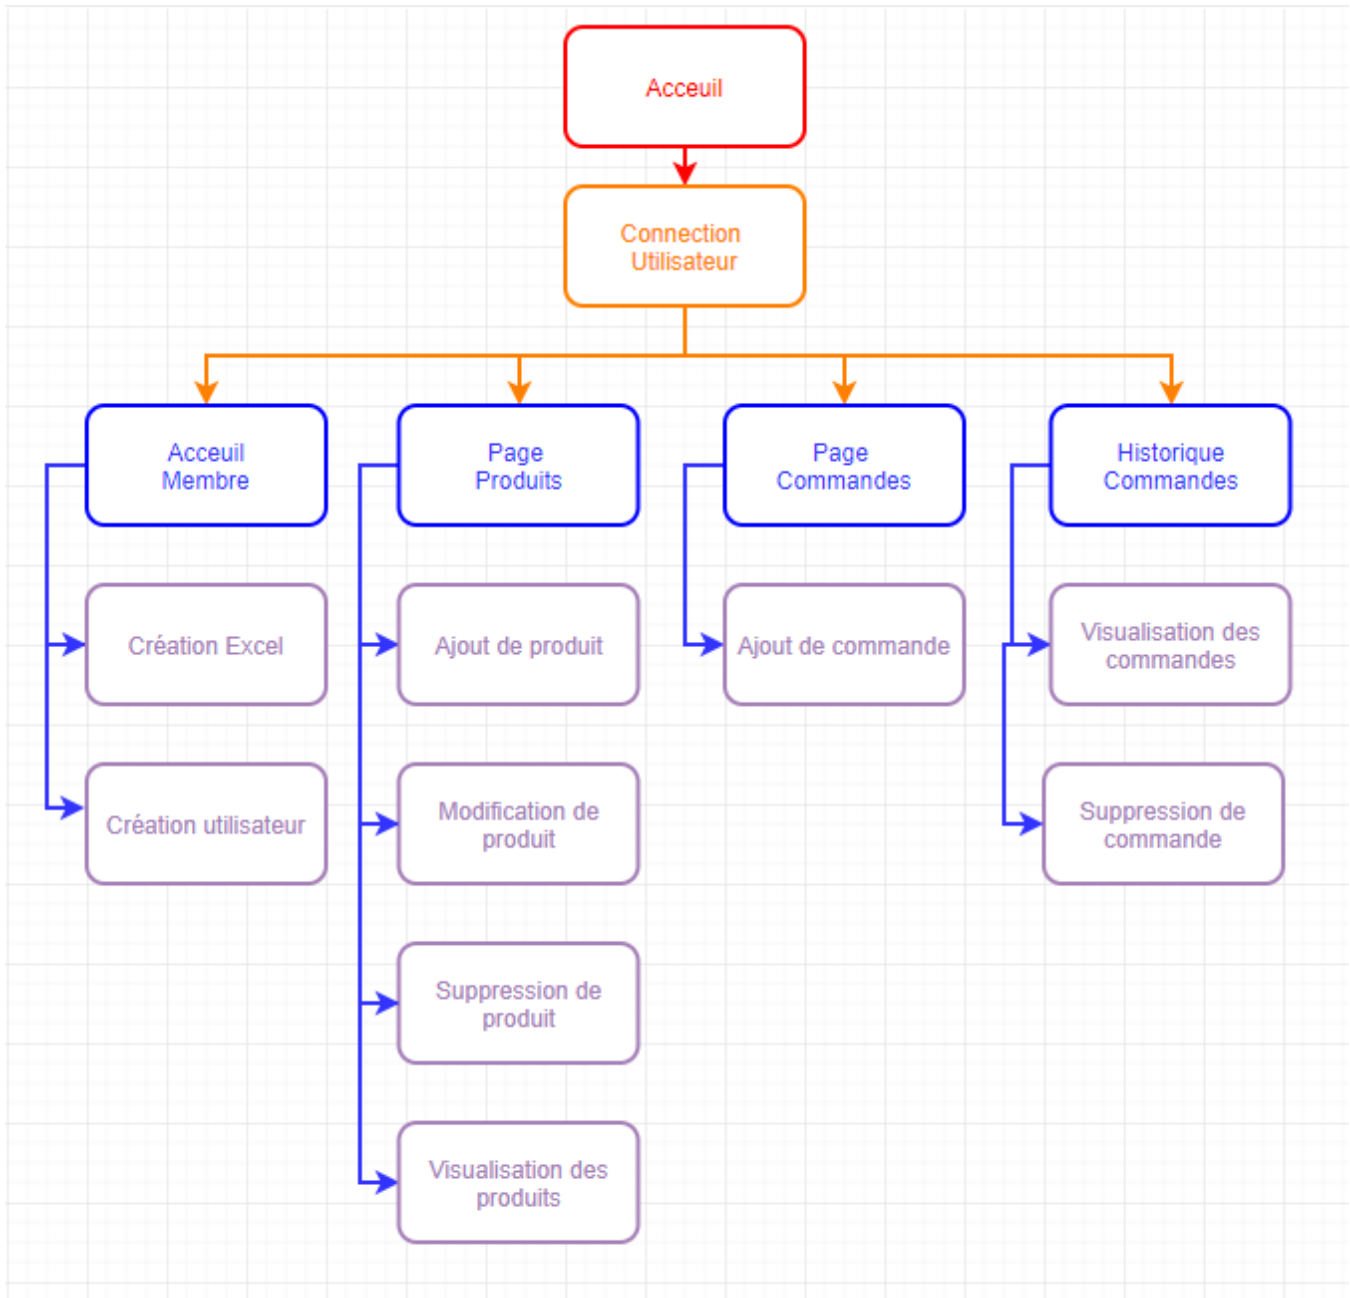 Acceuil
Connection
Utilisateur
Acceuil
Membre
Page
Produits
Page
Commandes
Historique
Commandes
Création Excel
Ajout de produit
Ajout de commande
Visualisation des
commandes
Création utilisateur
Modification de
produit
Suppression de
commande
Suppression de
produit
Visualisation des
produits